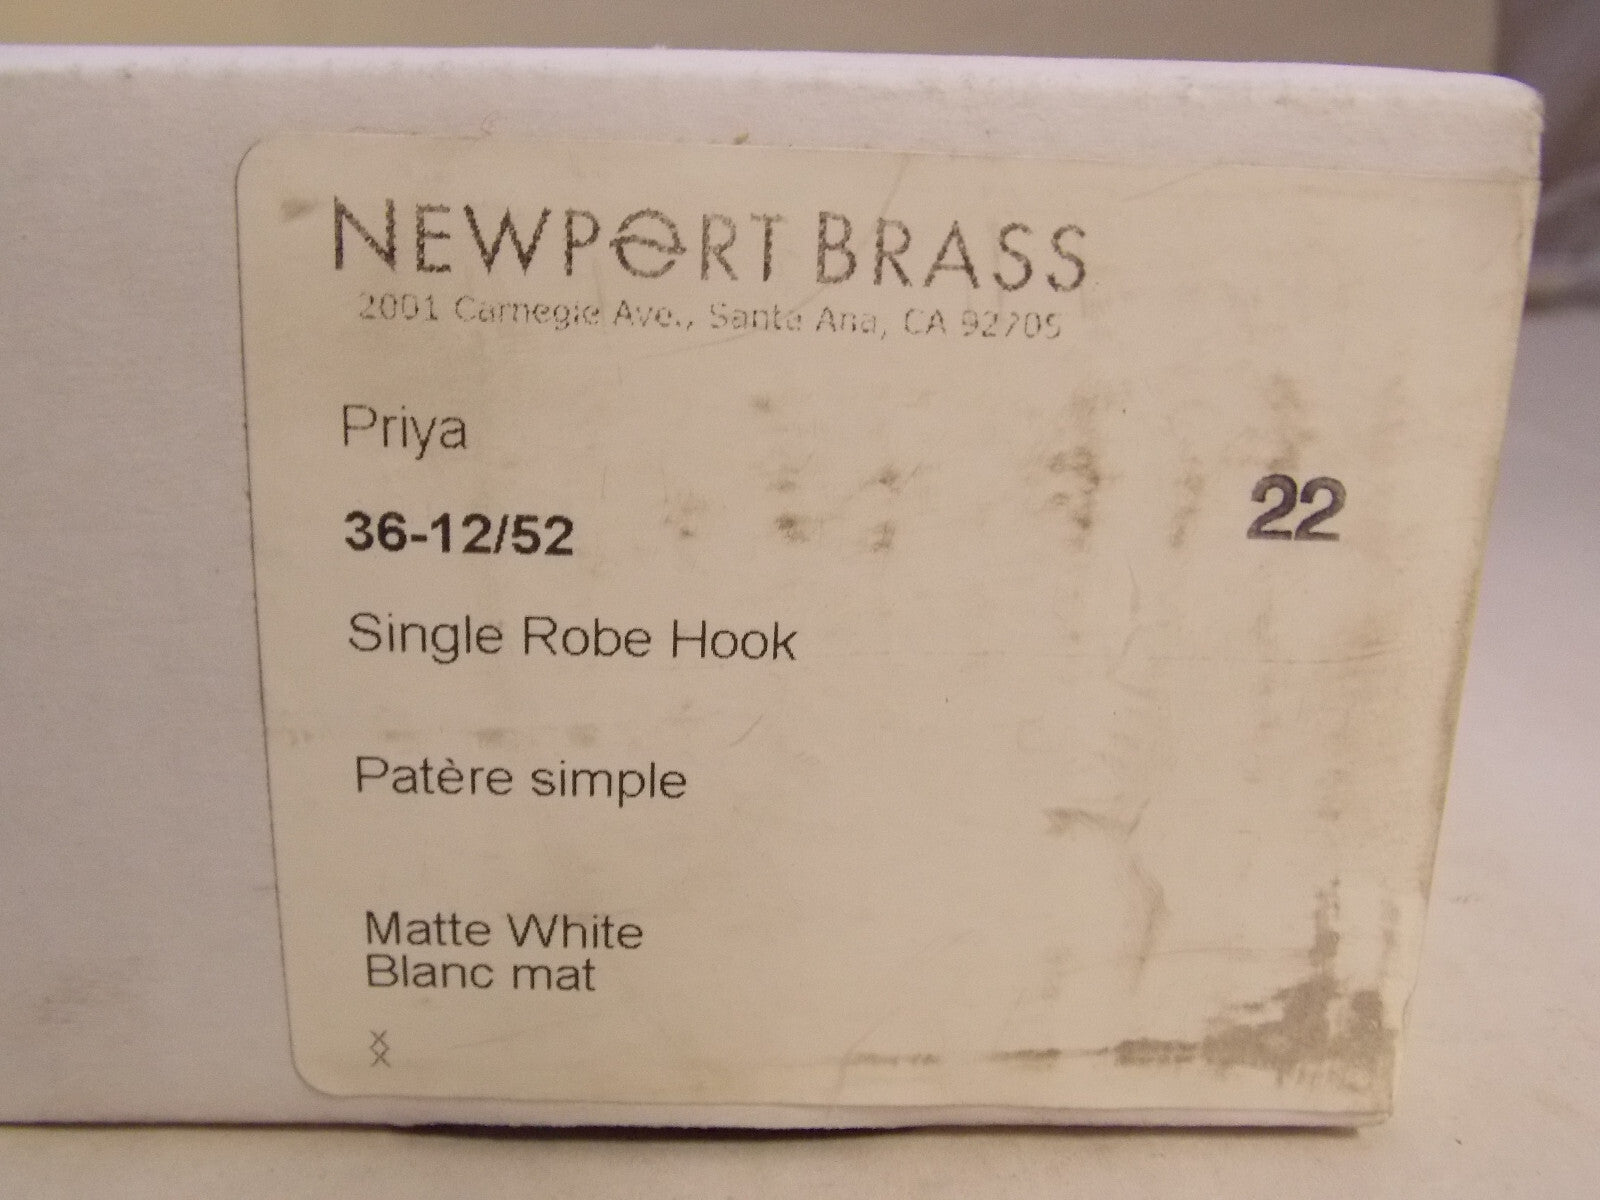 NEWPORT BRASS
2001 Carnegie Ave., Santa Ana, CA 92705
Priya
36-12/52
22
Single Robe Hook
Patère simple
Matte White
Blanc mat
X
X